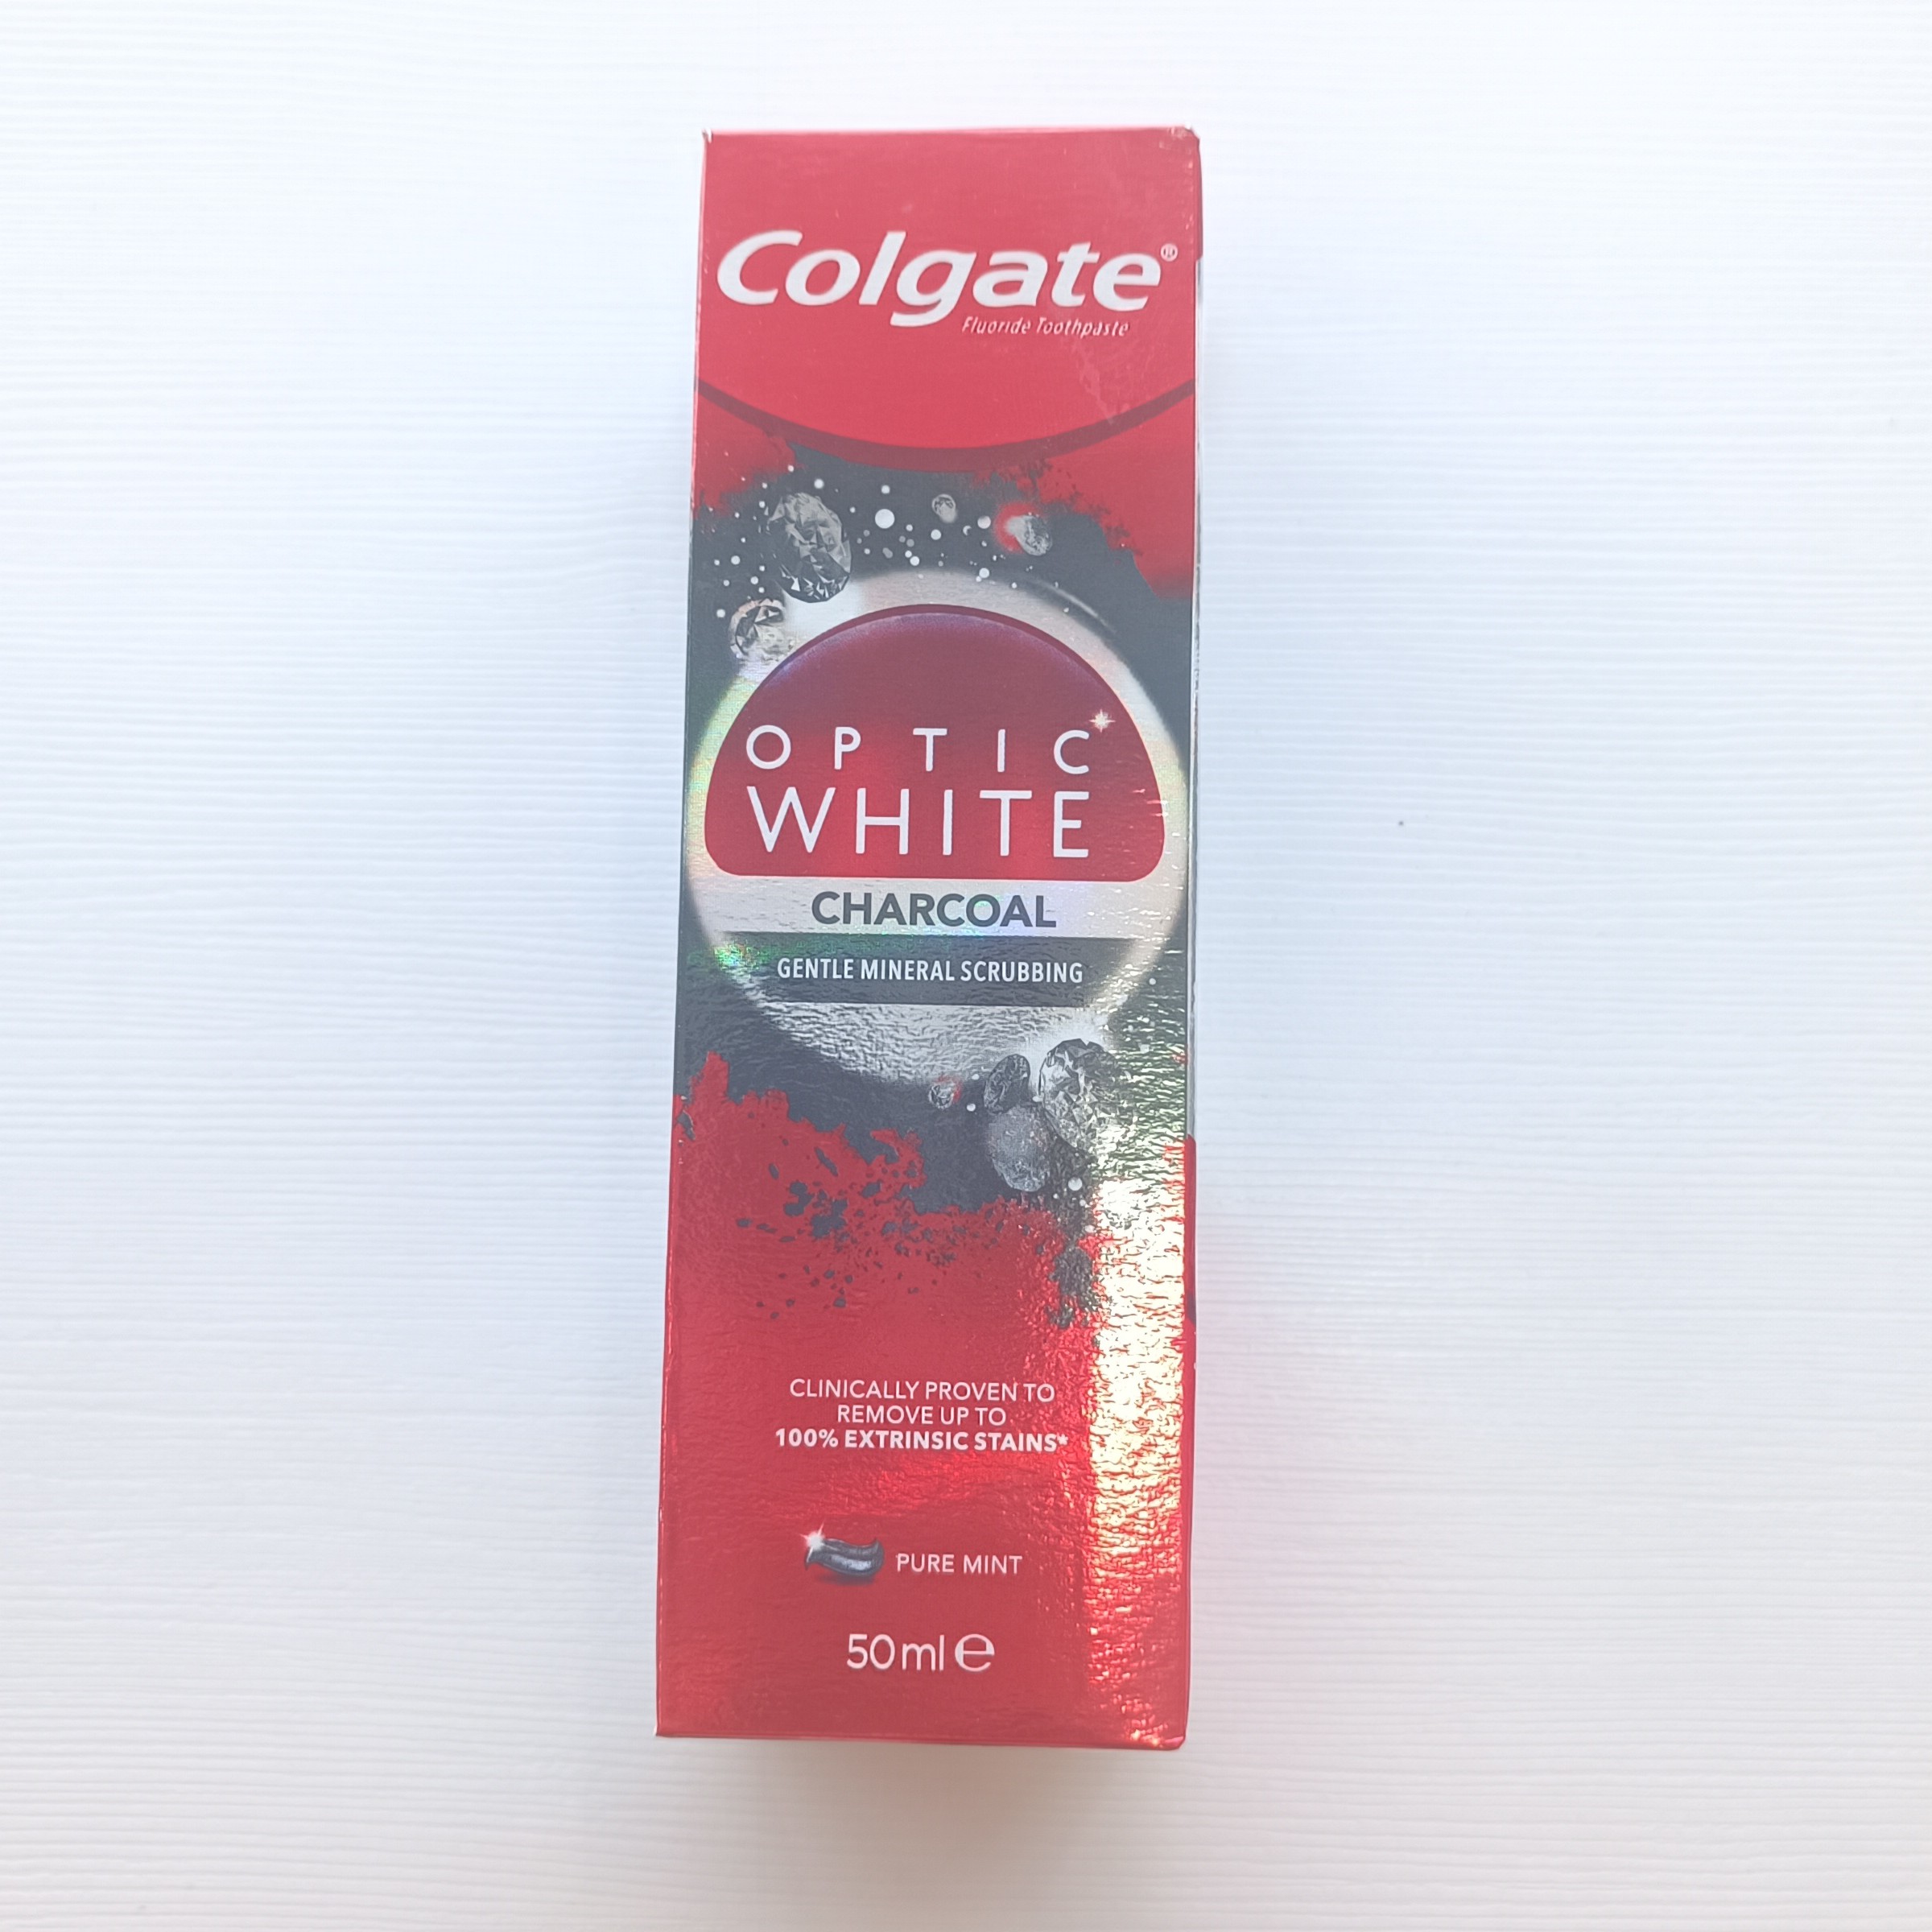 Colgate®
Fluoride Toothpaste
OPTIC
WHITE
CHARCOAL
GENTLE MINERAL SCRUBBING
CLINICALLY PROVEN TO
REMOVE UP TO
100% EXTRINSIC STAINS*
PURE MINT
50ml ℮